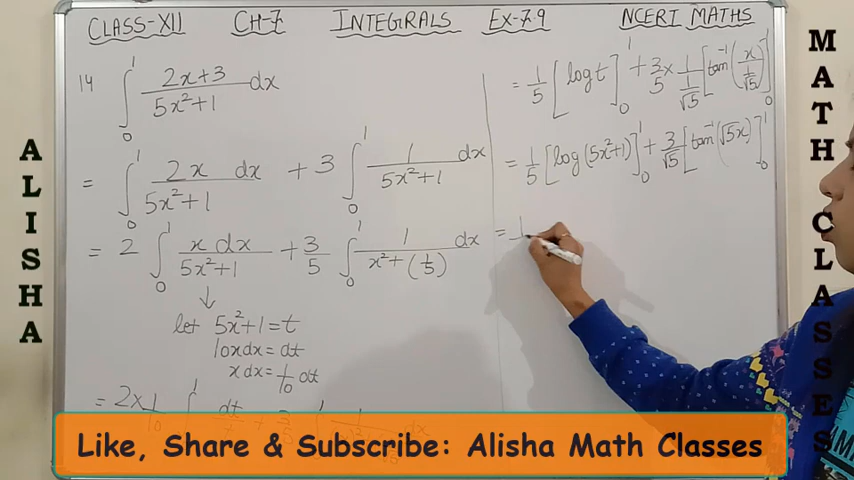 CLASS-XII CH-7 INTEGRALS EX-7.9 NCERT MATHS
14 ∫₀¹ (2x+3)/(5x²+1) dx
= ∫₀¹ 2x/(5x²+1) dx + 3 ∫₀¹ 1/(5x²+1) dx
= 2 ∫₀¹ x dx/(5x²+1) + 3/5 ∫₀¹ 1/(x²+(1/5)) dx
↓
let 5x²+1=t
10x dx = dt
x dx = 1/10 dt
= 2×1/10 ∫¹ dt
= 1/5 [log t]₀¹ + 3/5 × 1/(1/√5) [tan⁻¹(x/(1/√5))]₀¹
= 1/5 [log(5x²+1)]₀¹ + 3/√5 [tan⁻¹(√5x)]₀¹
= 1
ALISHA
MATH CLASSES
Like, Share & Subscribe: Alisha Math Classes